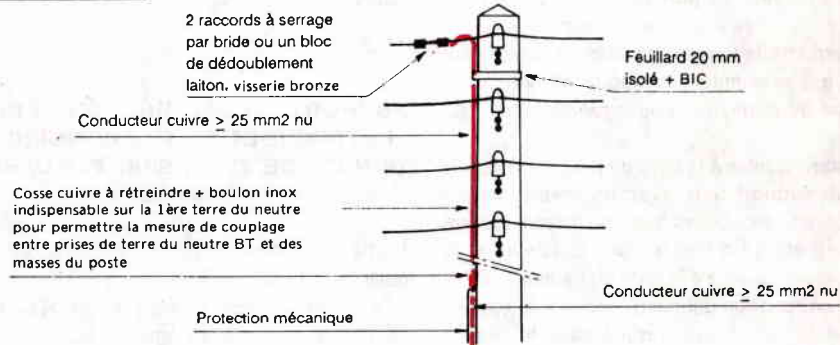 2 raccords à serrage
par bride ou un bloc
de dédoublement
laiton. visserie bronze
Feuillard 20 mm
isolé + BIC
Conducteur cuivre ≥ 25 mm2 nu
Cosse cuivre à rétreindre + boulon inox
indispensable sur la 1ère terre du neutre
pour permettre la mesure de couplage
entre prises de terre du neutre BT et des
masses du poste
Conducteur cuivre ≥ 25 mm2 nu
Protection mécanique